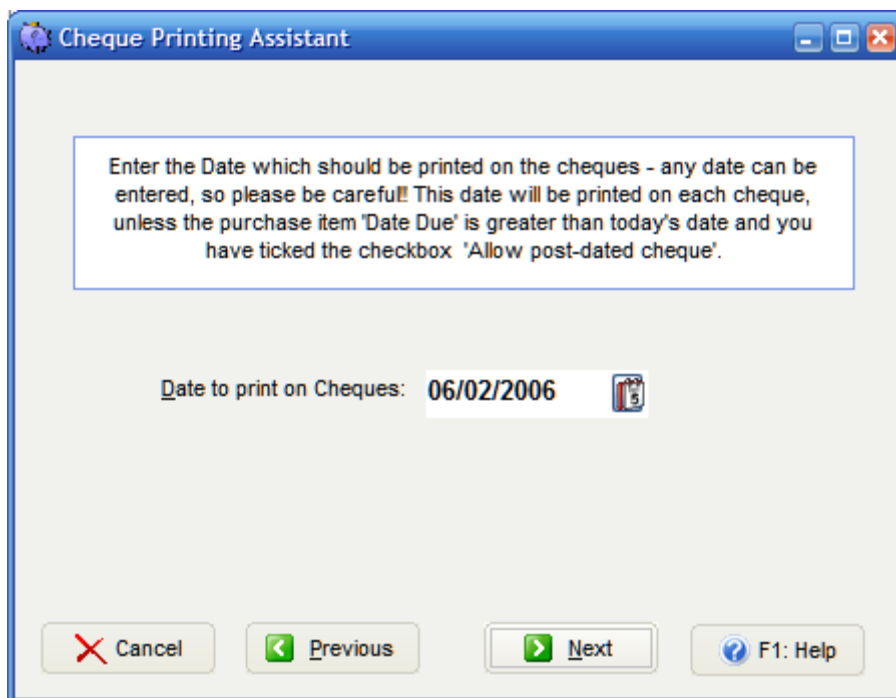 Cheque Printing Assistant
Enter the Date which should be printed on the cheques - any date can be
entered, so please be careful!! This date will be printed on each cheque,
unless the purchase item 'Date Due' is greater than today's date and you
have ticked the checkbox 'Allow post-dated cheque'.
Date to print on Cheques: 06/02/2006
Cancel Previous Next F1: Help